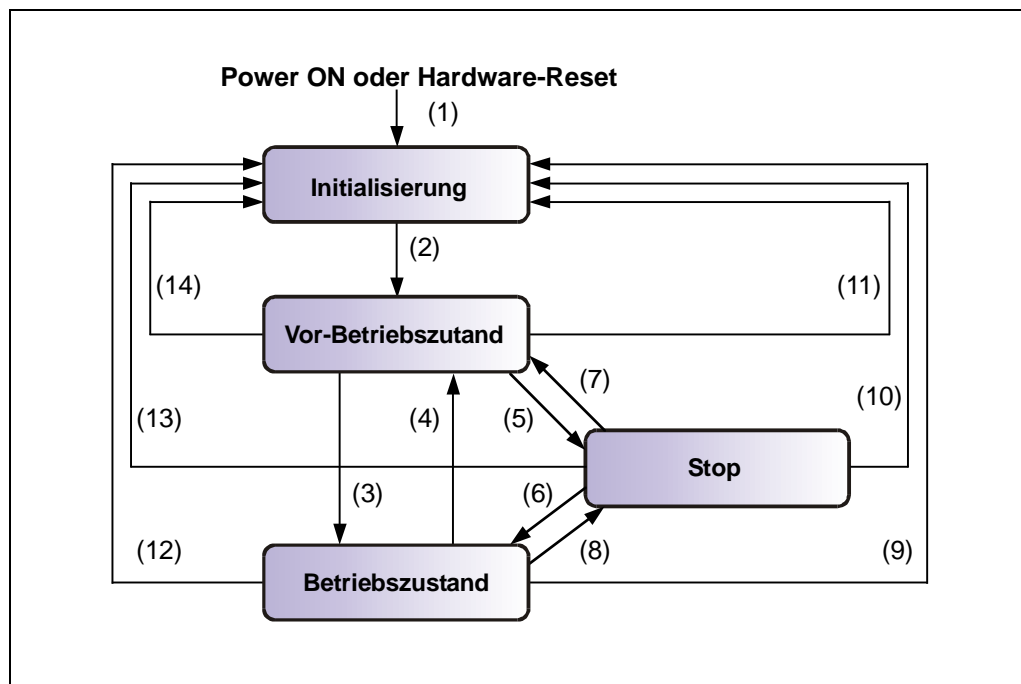 Power ON oder Hardware-Reset
(1)
Initialisierung
(2)
(14)
(11)
Vor-Betriebszutand
(7)
(13)
(4)
(5)
(10)
Stop
(3)
(6)
(12)
(8)
(9)
Betriebszustand